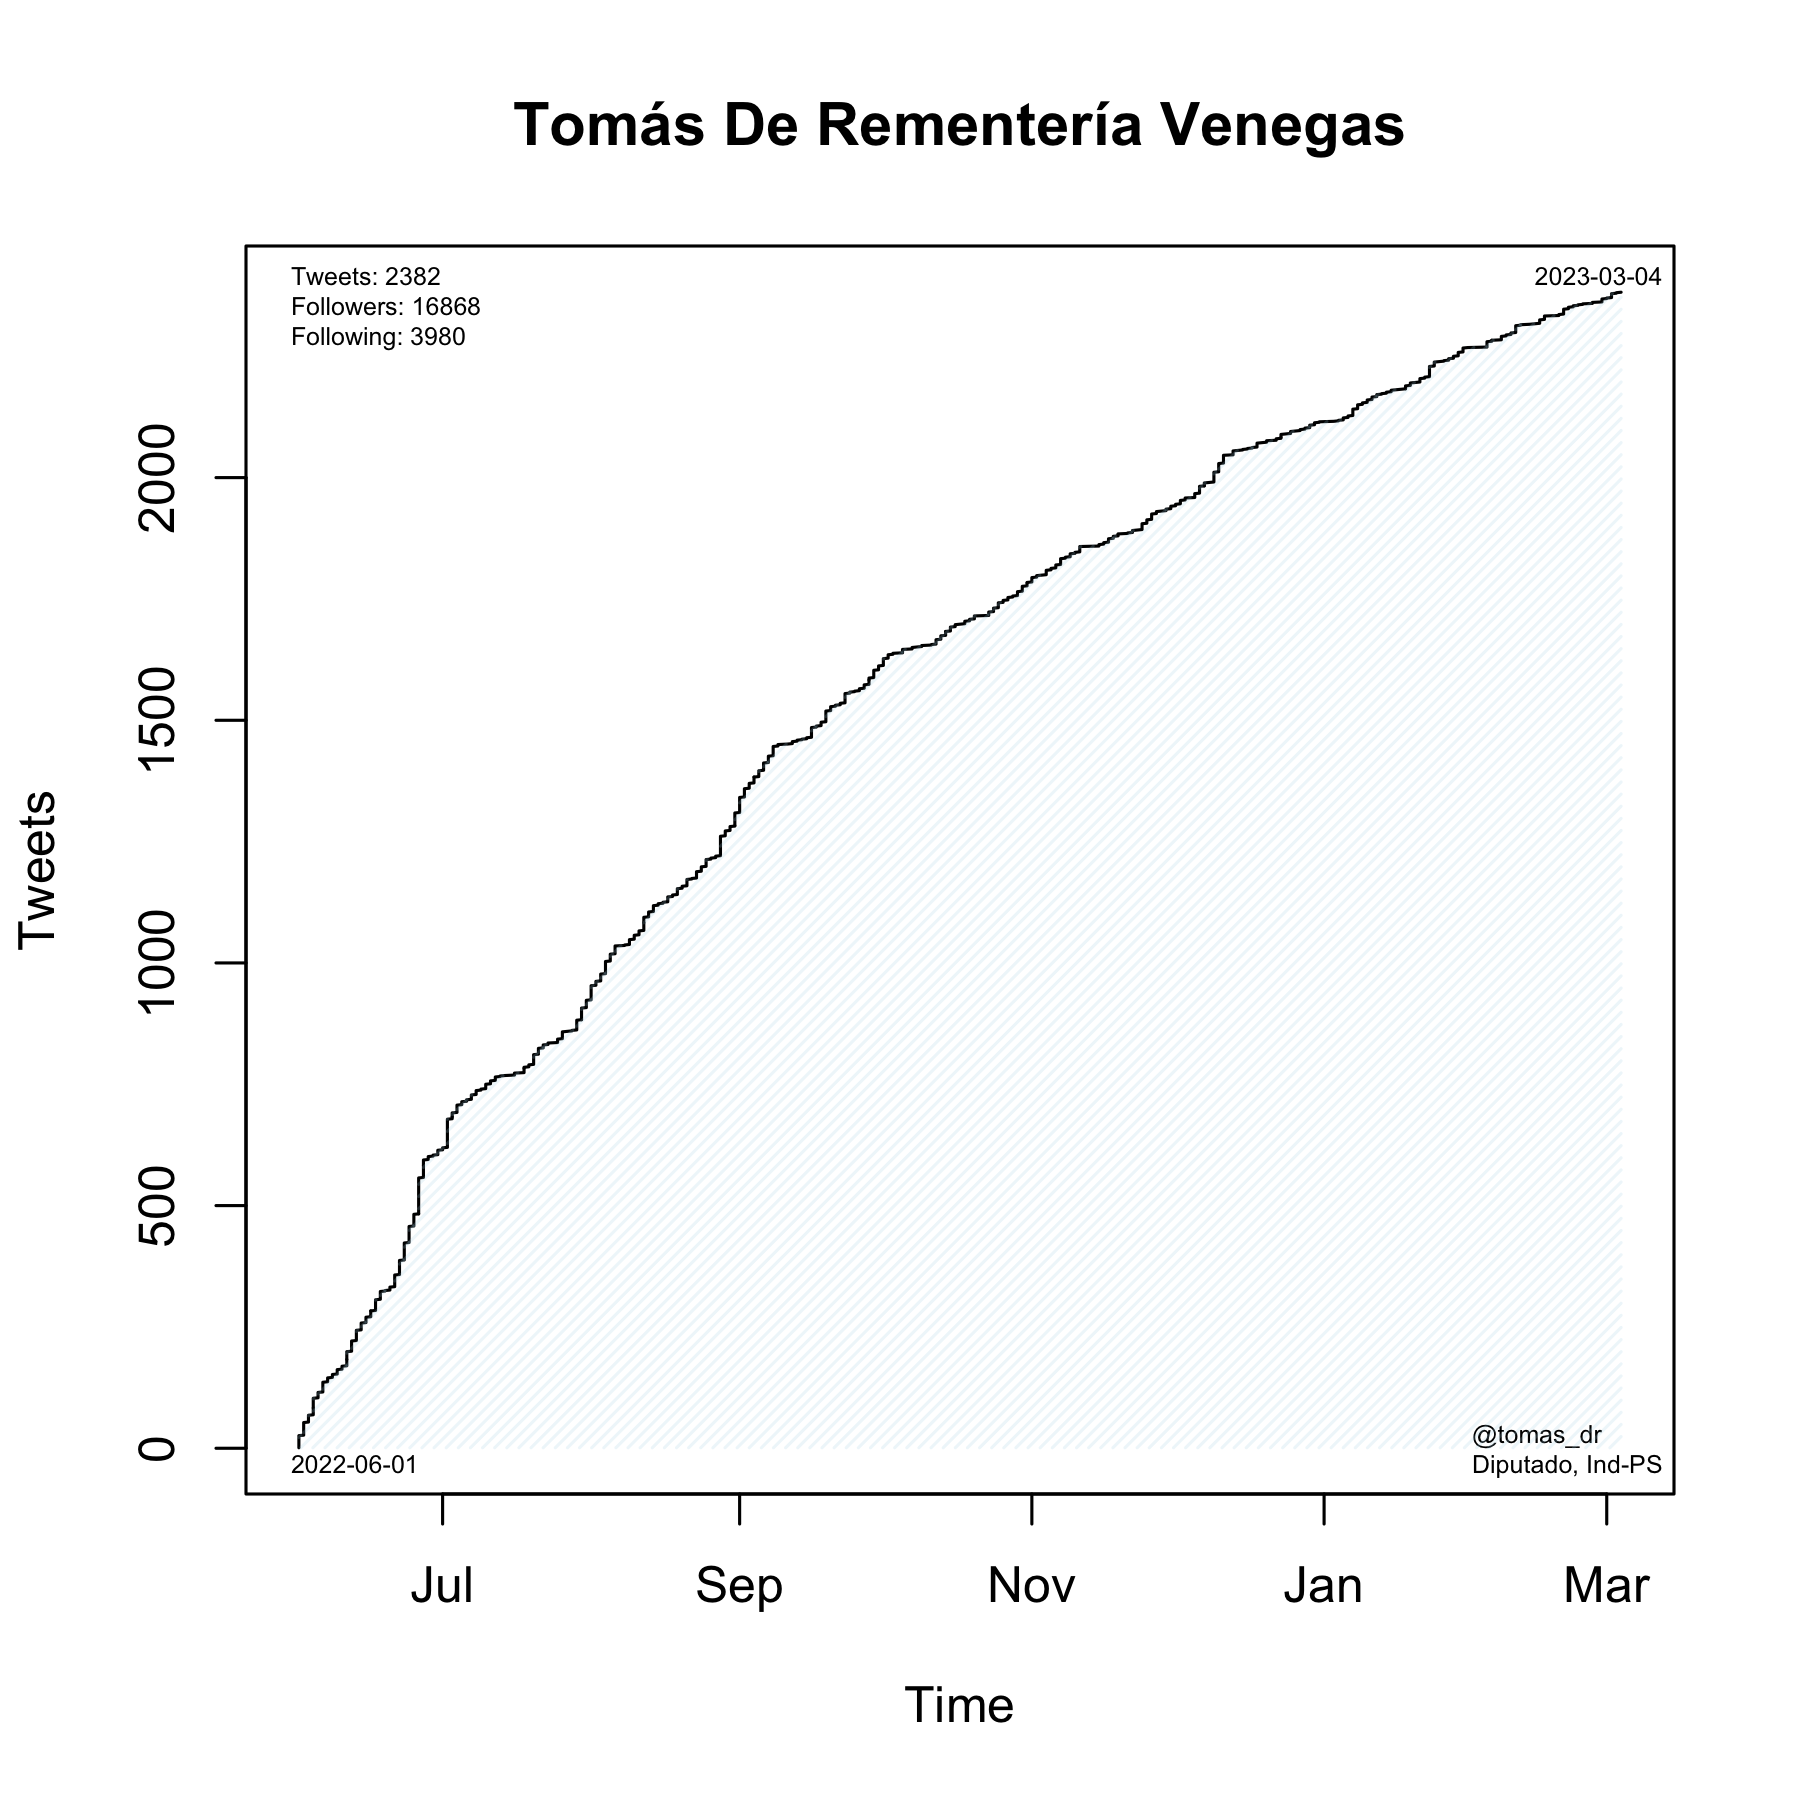 Tomás De Rementería Venegas
Tweets: 2382
Followers: 16868
Following: 3980
2023-03-04
2000
1500
1000
500
0
Tweets
@tomas_dr
Diputado, Ind-PS
2022-06-01
Jul Sep Nov Jan Mar
Time